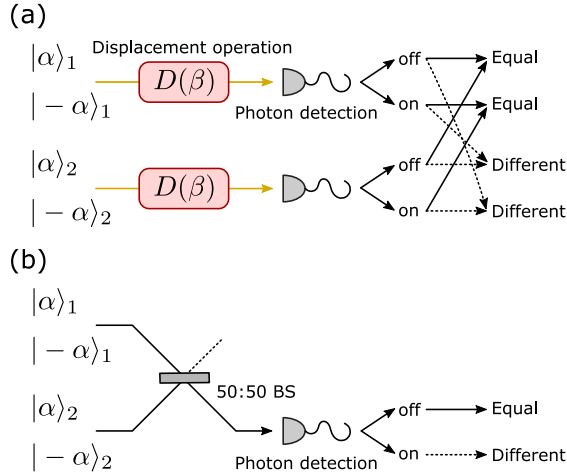 (a)
Displacement operation
|α⟩₁
|− α⟩₁
D(β)
Photon detection
off
on
Equal
Equal
|α⟩₂
|− α⟩₂
D(β)
off
on
Different
Different
(b)
|α⟩₁
|− α⟩₁
50:50 BS
|α⟩₂
|− α⟩₂
Photon detection
off
on
Equal
Different